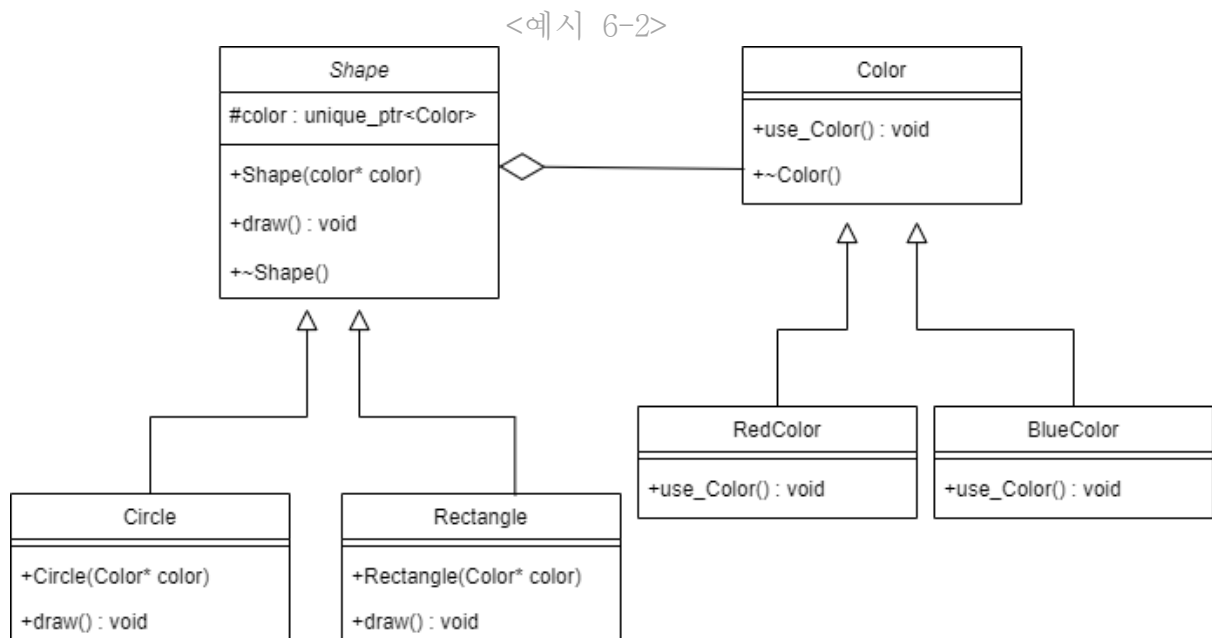 <예시 6-2>
Shape
#color : unique_ptr<Color>
+Shape(color* color)
+draw() : void
+~Shape()
Color
+use_Color() : void
+~Color()
RedColor
+use_Color() : void
BlueColor
+use_Color() : void
Circle
+Circle(Color* color)
+draw() : void
Rectangle
+Rectangle(Color* color)
+draw() : void